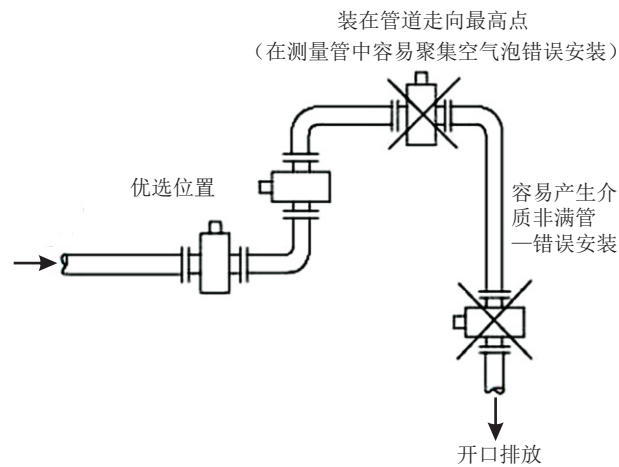 装在管道走向最高点
（在测量管中容易聚集空气泡错误安装）
优选位置
容易产生介
质非满管
—错误安装
开口排放